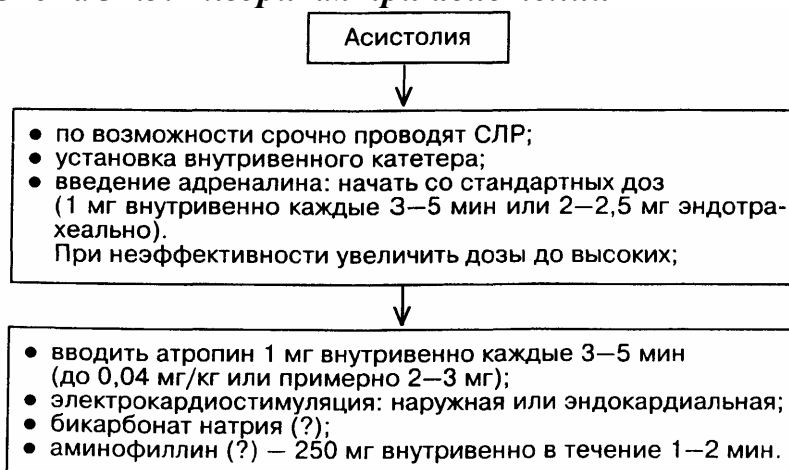 Асистолия
● по возможности срочно проводят СЛР;
● установка внутривенного катетера;
● введение адреналина: начать со стандартных доз
(1 мг внутривенно каждые 3—5 мин или 2—2,5 мг эндотра-
хеально).
При неэффективности увеличить дозы до высоких;
● вводить атропин 1 мг внутривенно каждые 3—5 мин
(до 0,04 мг/кг или примерно 2—3 мг);
● электрокардиостимуляция: наружная или эндокардиальная;
● бикарбонат натрия (?);
● аминофиллин (?) — 250 мг внутривенно в течение 1—2 мин.